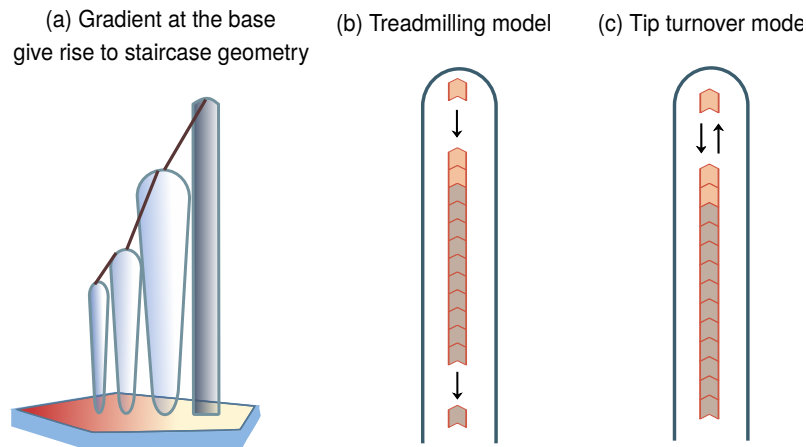 (a) Gradient at the base
give rise to staircase geometry
(b) Treadmilling model
(c) Tip turnover mode